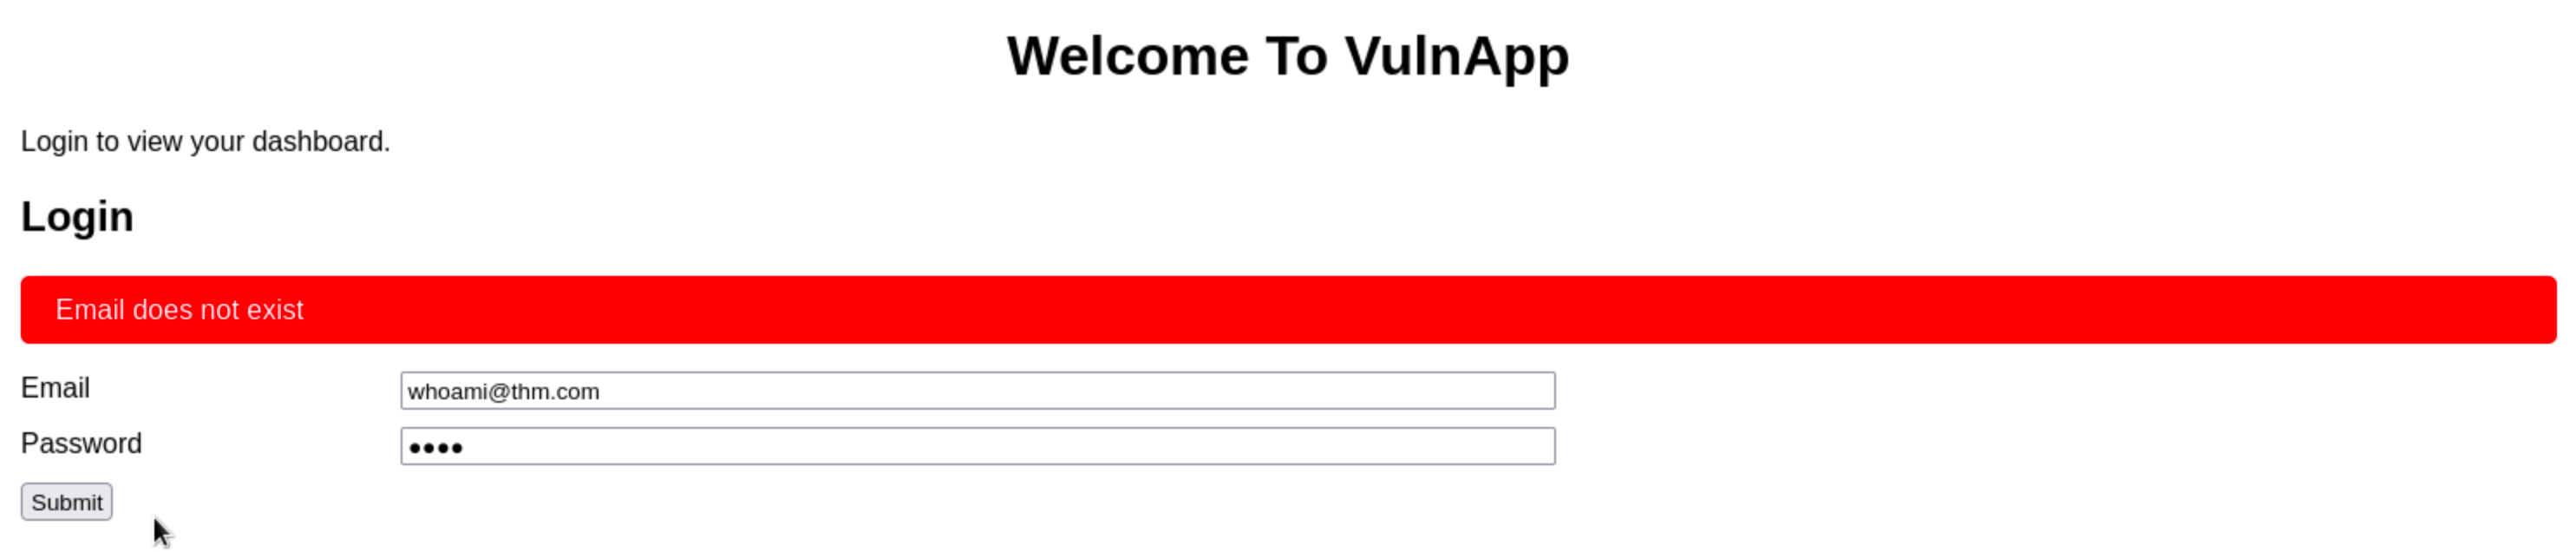 Welcome To VulnApp
Login to view your dashboard.
Login
Email does not exist
Email whoami@thm.com
Password ••••
Submit